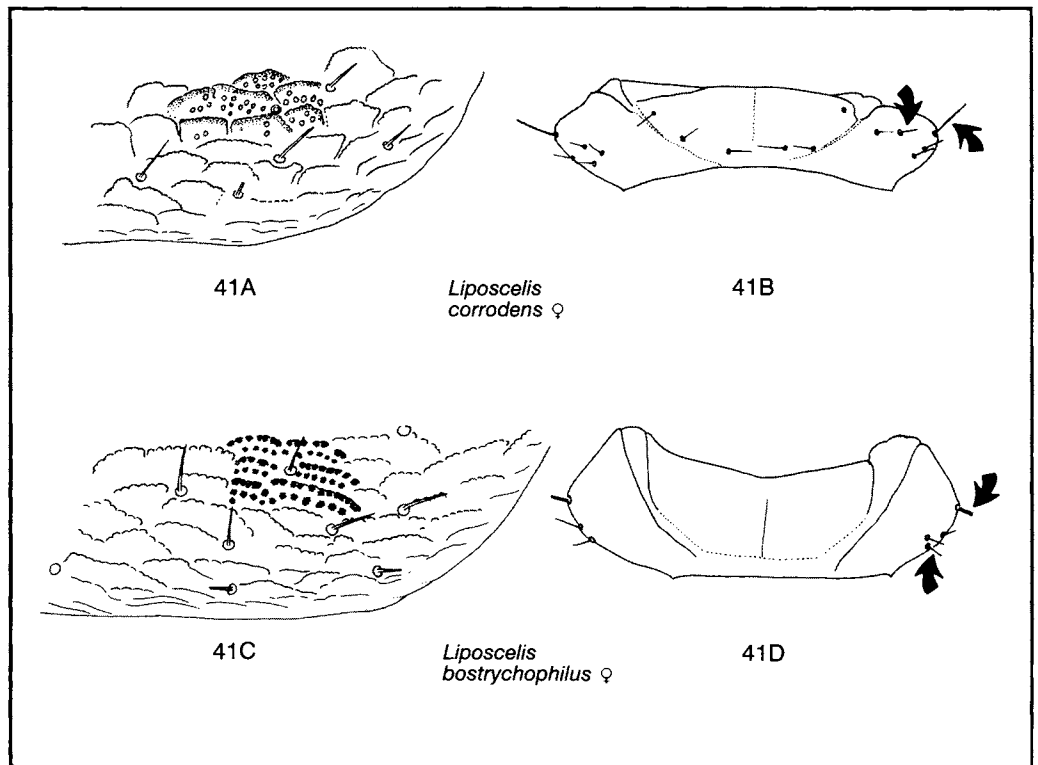 41A
Liposcelis
corrodens ♀
41B
41C
Liposcelis
bostrychophilus ♀
41D